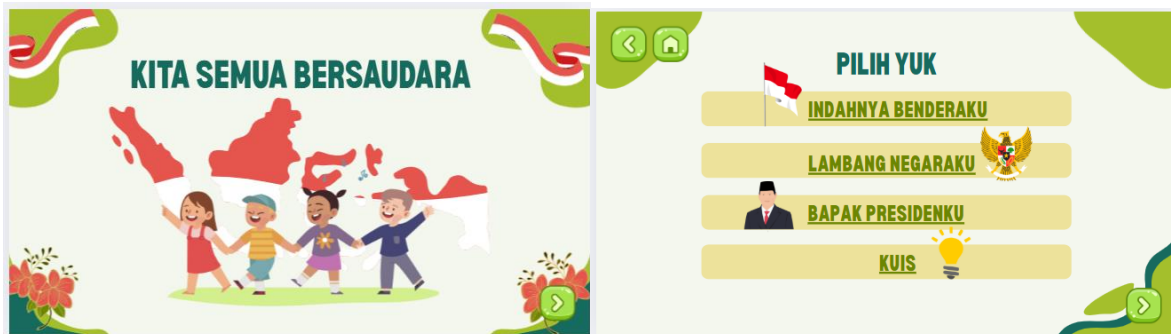 KITA SEMUA BERSAUDARA
PILIH YUK
INDAHNYA BENDERAKU
LAMBANG NEGARAKU
BAPAK PRESIDENKU
KUIS